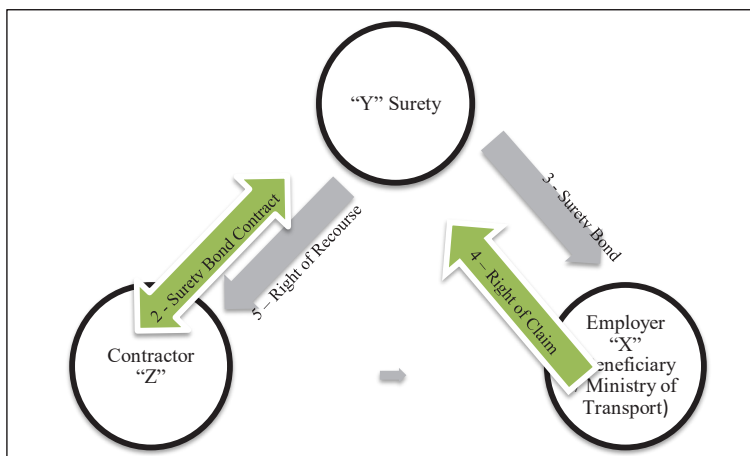 “Y” Surety
2 - Surety Bond Contract
5 – Right of Recourse
3 - Surety Bond
4 – Right of Claim
Contractor
“Z”
Employer
“X”
Beneficiary
Ministry of
Transport)